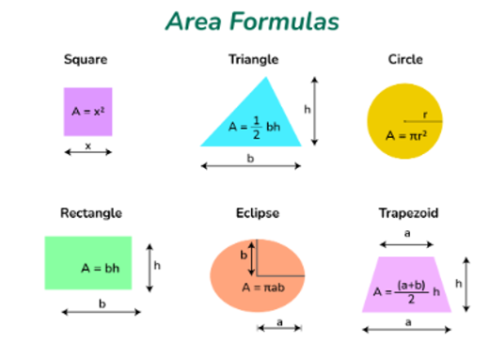 Area Formulas
Square
Triangle
Circle
A = x²
x
A = 1/2 bh
h
b
r
A = πr²
Rectangle
Eclipse
Trapezoid
A = bh
h
b
b
A = πab
a
a
A = (a+b)/2 h
h
a